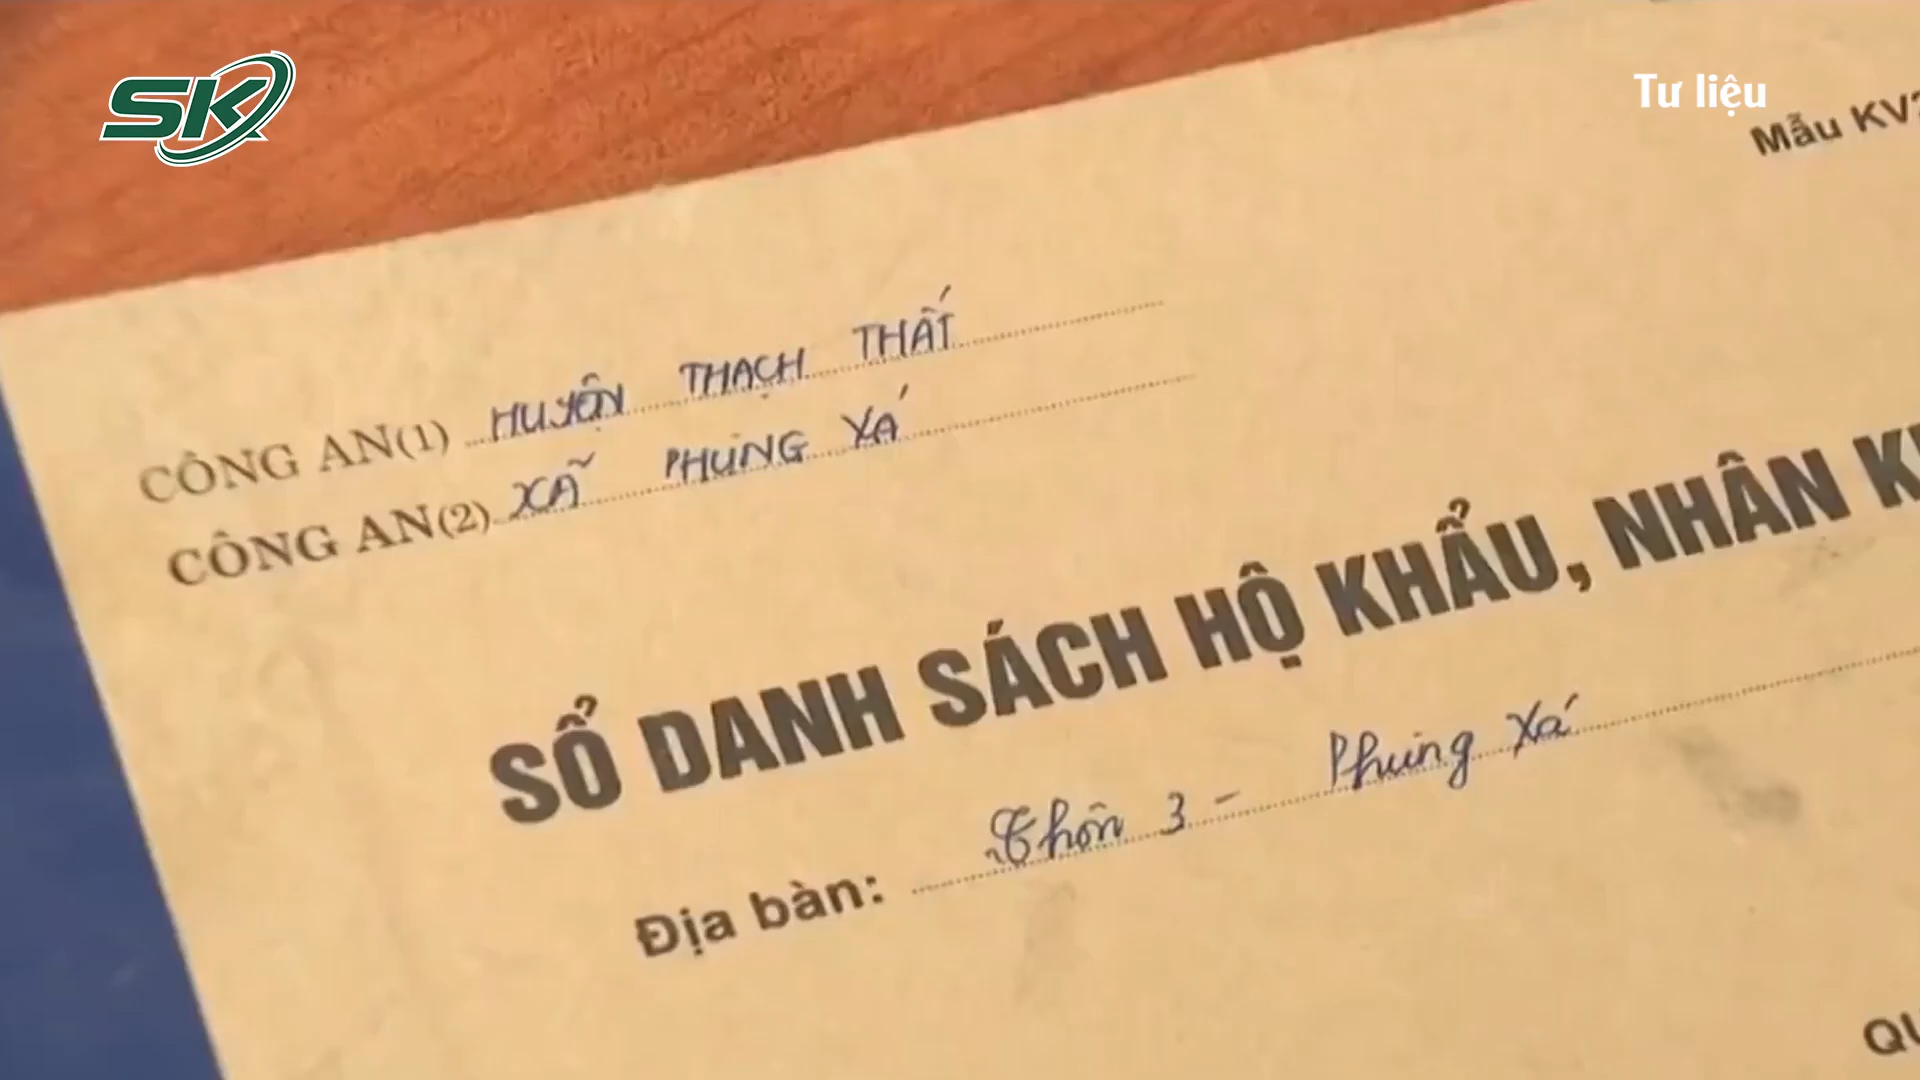 SK
Tư liệu
Mẫu KV
CÔNG AN(1) HUYỆN THẠCH THẤT
CÔNG AN(2) XÃ PHÙNG XÁ
SỔ DANH SÁCH HỘ KHẨU, NHÂN
Địa bàn: Thôn 3 - Phùng Xá